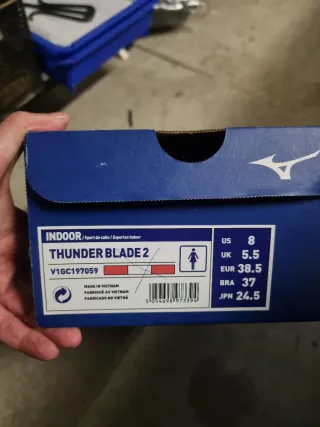 INDOOR / Sport de salle / Deportes Indoor
THUNDER BLADE 2
V1GC197059
MADE IN VIETNAM
FABRIQUÉ AU VIETNAM
FABRICADO NO VIETNÃ
US 8
UK 5.5
EUR 38.5
BRA 37
JPN 24.5